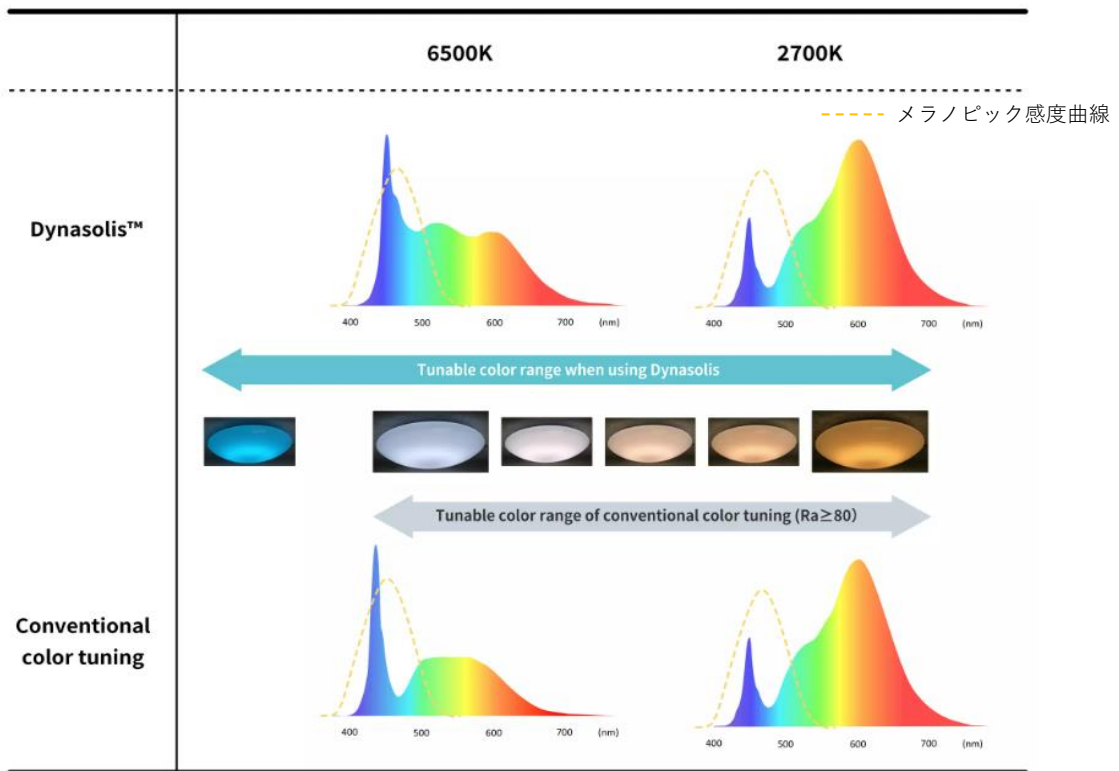 6500K
2700K
メラノピック感度曲線
Dynasolis™
400 500 600 700 (nm)
400 500 600 700 (nm)
Tunable color range when using Dynasolis
Tunable color range of conventional color tuning (Ra≧80)
Conventional
color tuning
400 500 600 700 (nm)
400 500 600 700 (nm)